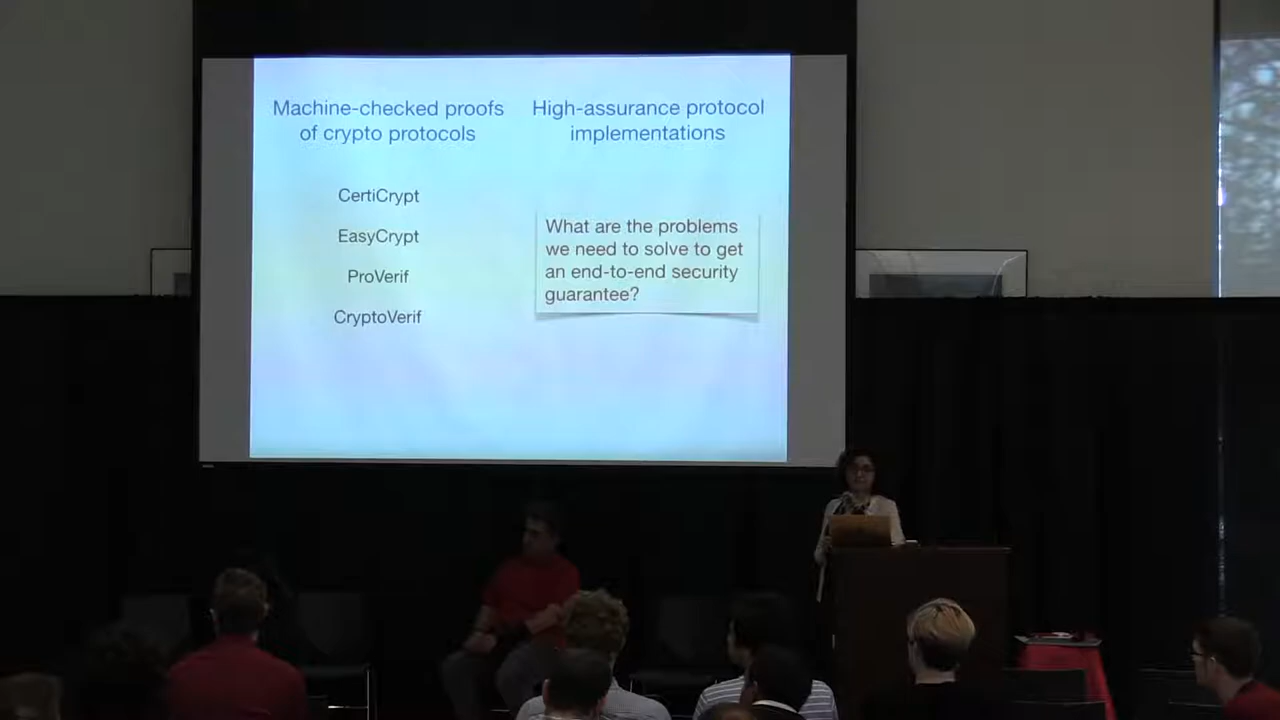 Machine-checked proofs
of crypto protocols
CertiCrypt
EasyCrypt
ProVerif
CryptoVerif
High-assurance protocol
implementations
What are the problems
we need to solve to get
an end-to-end security
guarantee?